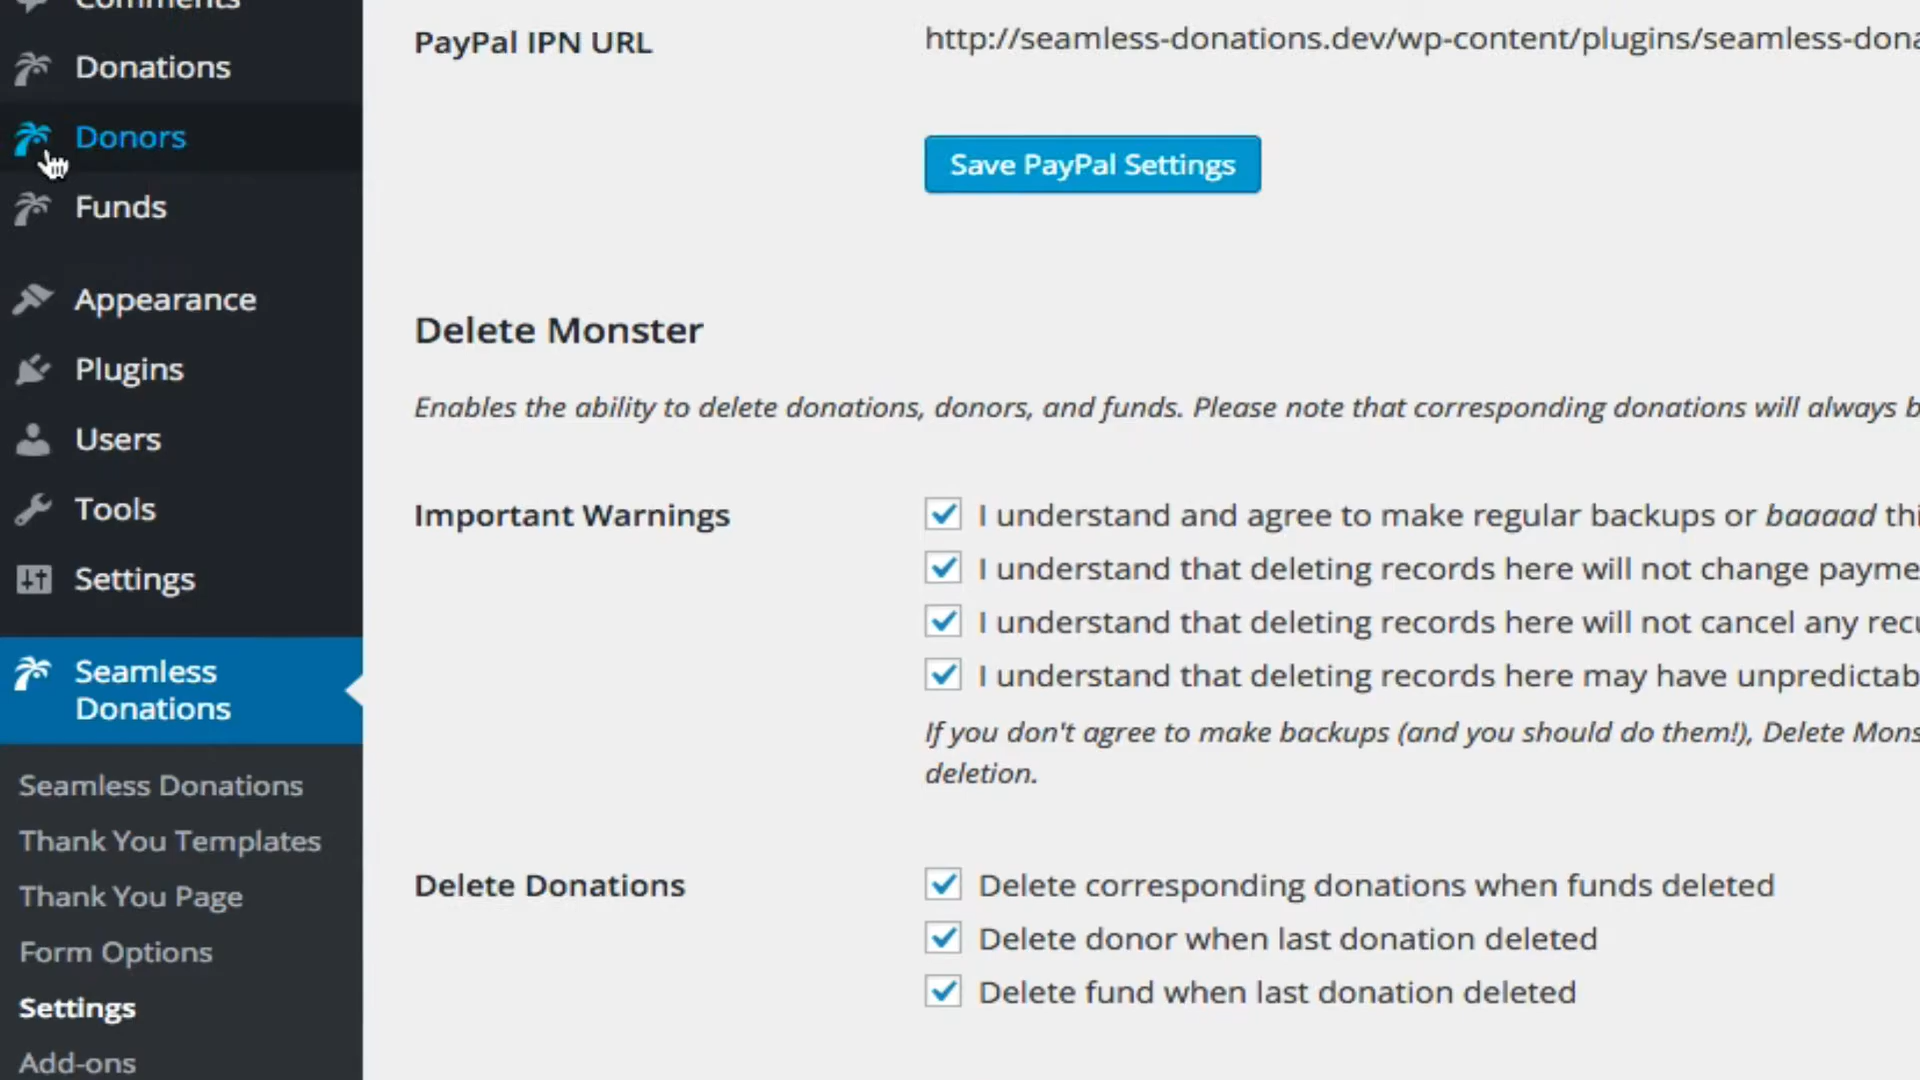 Comments
Donations
Donors
Funds
Appearance
Plugins
Users
Tools
Settings
Seamless
Donations
Seamless Donations
Thank You Templates
Thank You Page
Form Options
Settings
Add-ons
PayPal IPN URL
http://seamless-donations.dev/wp-content/plugins/seamless-dona
Save PayPal Settings
Delete Monster
Enables the ability to delete donations, donors, and funds. Please note that corresponding donations will always b
Important Warnings
I understand and agree to make regular backups or baaaad thi
I understand that deleting records here will not change payme
I understand that deleting records here will not cancel any recu
I understand that deleting records here may have unpredictab
If you don't agree to make backups (and you should do them!), Delete Mons
deletion.
Delete Donations
Delete corresponding donations when funds deleted
Delete donor when last donation deleted
Delete fund when last donation deleted